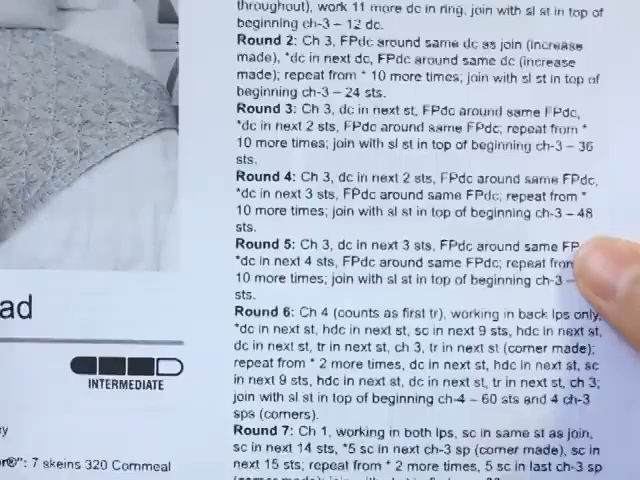 throughout), work 11 more dc in ring, join with sl st in top of
beginning ch-3 – 12 dc.
Round 2: Ch 3, FPdc around same dc as join (increase
made), *dc in next dc, FPdc around same dc (increase
made); repeat from * 10 more times; join with sl st in top of
beginning ch-3 – 24 sts.
Round 3: Ch 3, dc in next st, FPdc around same FPdc,
*dc in next 2 sts, FPdc around same FPdc; repeat from *
10 more times; join with sl st in top of beginning ch-3 – 36
sts.
Round 4: Ch 3, dc in next 2 sts, FPdc around same FPdc,
*dc in next 3 sts, FPdc around same FPdc; repeat from *
10 more times; join with sl st in top of beginning ch-3 – 48
sts.
Round 5: Ch 3, dc in next 3 sts, FPdc around same FP
*dc in next 4 sts, FPdc around same FPdc; repeat from
10 more times; join with sl st in top of beginning ch-3 –
sts.
Round 6: Ch 4 (counts as first tr), working in back lps only,
*dc in next st, hdc in next st, sc in next 9 sts, hdc in next st,
dc in next st, tr in next st, ch 3, tr in next st (corner made);
repeat from * 2 more times, dc in next st, hdc in next st, sc
in next 9 sts, hdc in next st, dc in next st, tr in next st, ch 3;
join with sl st in top of beginning ch-4 – 60 sts and 4 ch-3
sps (corners).
Round 7: Ch 1, working in both lps, sc in same st as join,
sc in next 14 sts, *5 sc in next ch-3 sp (corner made), sc in
next 15 sts; repeat from * 2 more times, 5 sc in last ch-3 sp
ad
INTERMEDIATE
®": 7 skeins 320 Cornmeal